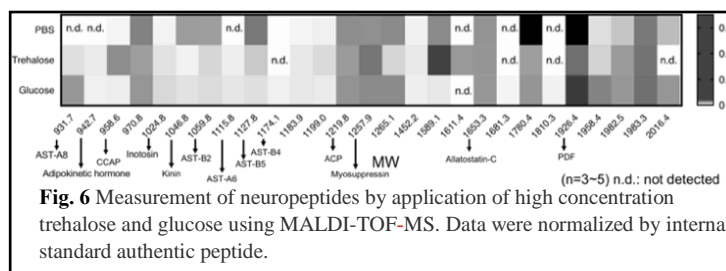 n.d. n.d. n.d. n.d. n.d. n.d.
PBS
Trehalose n.d. n.d. n.d. n.d. n.d.
Glucose n.d.
931.7 942.7 958.6 970.8 1024.8 1046.8 1059.8 1115.8 1127.8 1174.1 1183.9 1199.0 1219.8 1257.9 1265.1 1452.2 1589.1 1611.4 1653.3 1681.3 1780.4 1810.3 1926.4 1958.4 1982.5 1983.3 2016.4
AST-A8 Adipokinetic hormone CCAP Inotosin Kinin AST-B2 AST-A6 AST-B5 AST-B4 ACP Myosuppressin MW Allatostatin-C PDF
(n=3~5) n.d.: not detected
Fig. 6 Measurement of neuropeptides by application of high concentration
trehalose and glucose using MALDI-TOF-MS. Data were normalized by interna
standard authentic peptide.